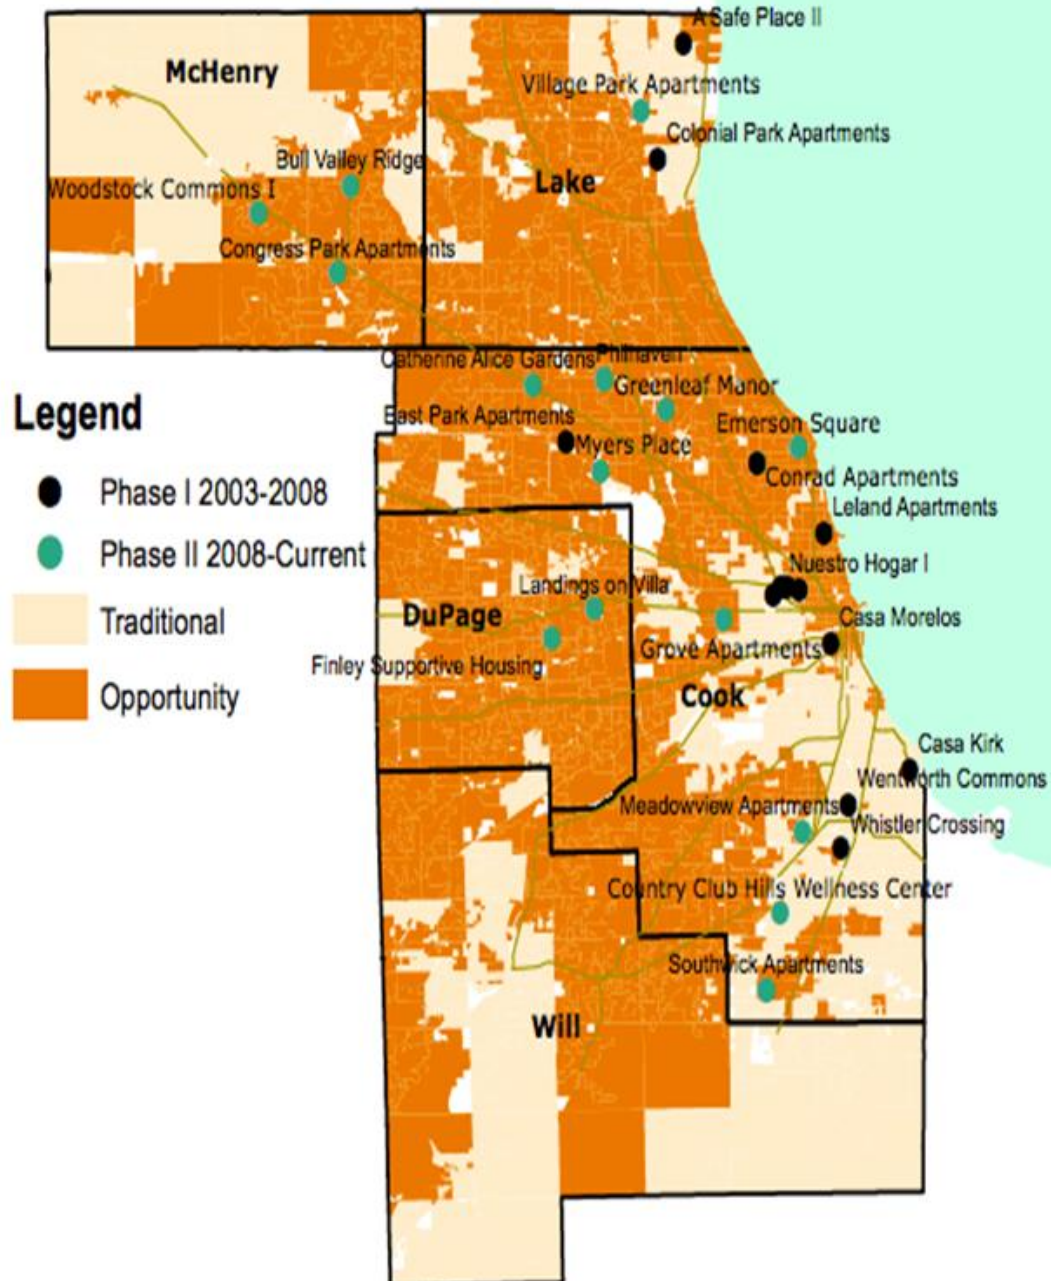 A Safe Place II
McHenry
Village Park Apartments
Colonial Park Apartments
Bull Valley Ridge
Lake
Woodstock Commons I
Congress Park Apartments
Catherine Alice Gardens
Philhaven
Greenleaf Manor
Legend
East Park Apartments
Emerson Square
Myers Place
Conrad Apartments
Phase I 2003-2008
Leland Apartments
Phase II 2008-Current
Nuestro Hogar I
Landings on Villa
DuPage
Casa Morelos
Traditional
Grove Apartments
Finley Supportive Housing
Cook
Opportunity
Casa Kirk
Wentworth Commons
Meadowview Apartments
Whistler Crossing
Country Club Hills Wellness Center
Southwick Apartments
Will